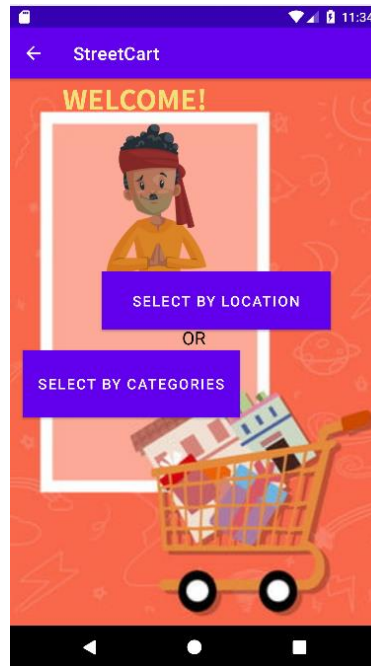 11:34
StreetCart
WELCOME!
SELECT BY LOCATION
OR
SELECT BY CATEGORIES